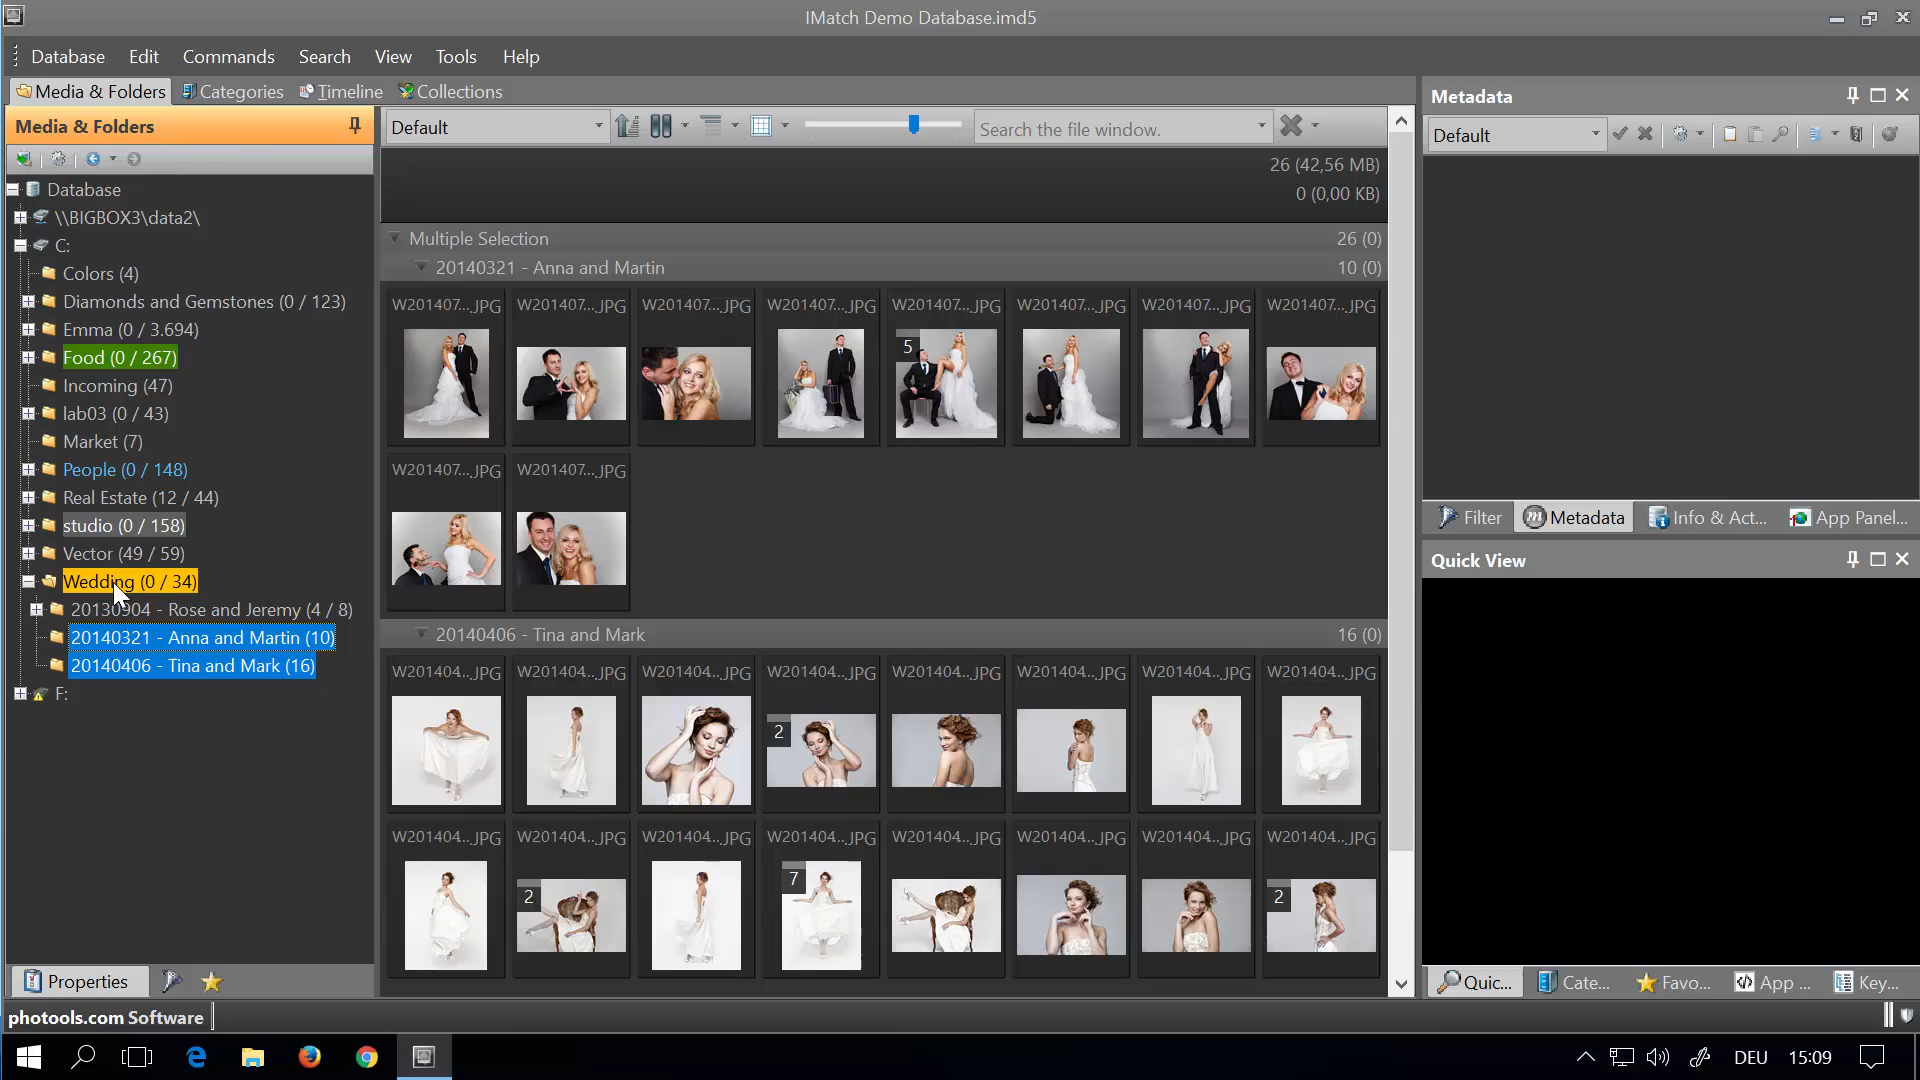 IMatch Demo Database.imd5
Database Edit Commands Search View Tools Help
Media & Folders Categories Timeline Collections
Media & Folders
Default
Search the file window.
Metadata
Default
26 (42,56 MB)
0 (0,00 KB)
Database
\\BIGBOX3\data2\
C:
Colors (4)
Diamonds and Gemstones (0 / 123)
Emma (0 / 3.694)
Food (0 / 267)
Incoming (47)
lab03 (0 / 43)
Market (7)
People (0 / 148)
Real Estate (12 / 44)
studio (0 / 158)
Vector (49 / 59)
Wedding (0 / 34)
20130904 - Rose and Jeremy (4 / 8)
20140321 - Anna and Martin (10)
20140406 - Tina and Mark (16)
F:
Multiple Selection 26 (0)
20140321 - Anna and Martin 10 (0)
W201407....JPG W201407....JPG W201407....JPG W201407....JPG W201407....JPG W201407....JPG W201407....JPG W201407....JPG
5
W201407....JPG W201407....JPG
20140406 - Tina and Mark 16 (0)
W201404....JPG W201404....JPG W201404....JPG W201404....JPG W201404....JPG W201404....JPG W201404....JPG W201404....JPG
2
W201404....JPG W201404....JPG W201404....JPG W201404....JPG W201404....JPG W201404....JPG W201404....JPG W201404....JPG
2 7 2
Filter Metadata Info & Act... App Panel...
Quick View
Quic... Cate... Favo... App ... Key...
Properties
photools.com Software
DEU 15:09